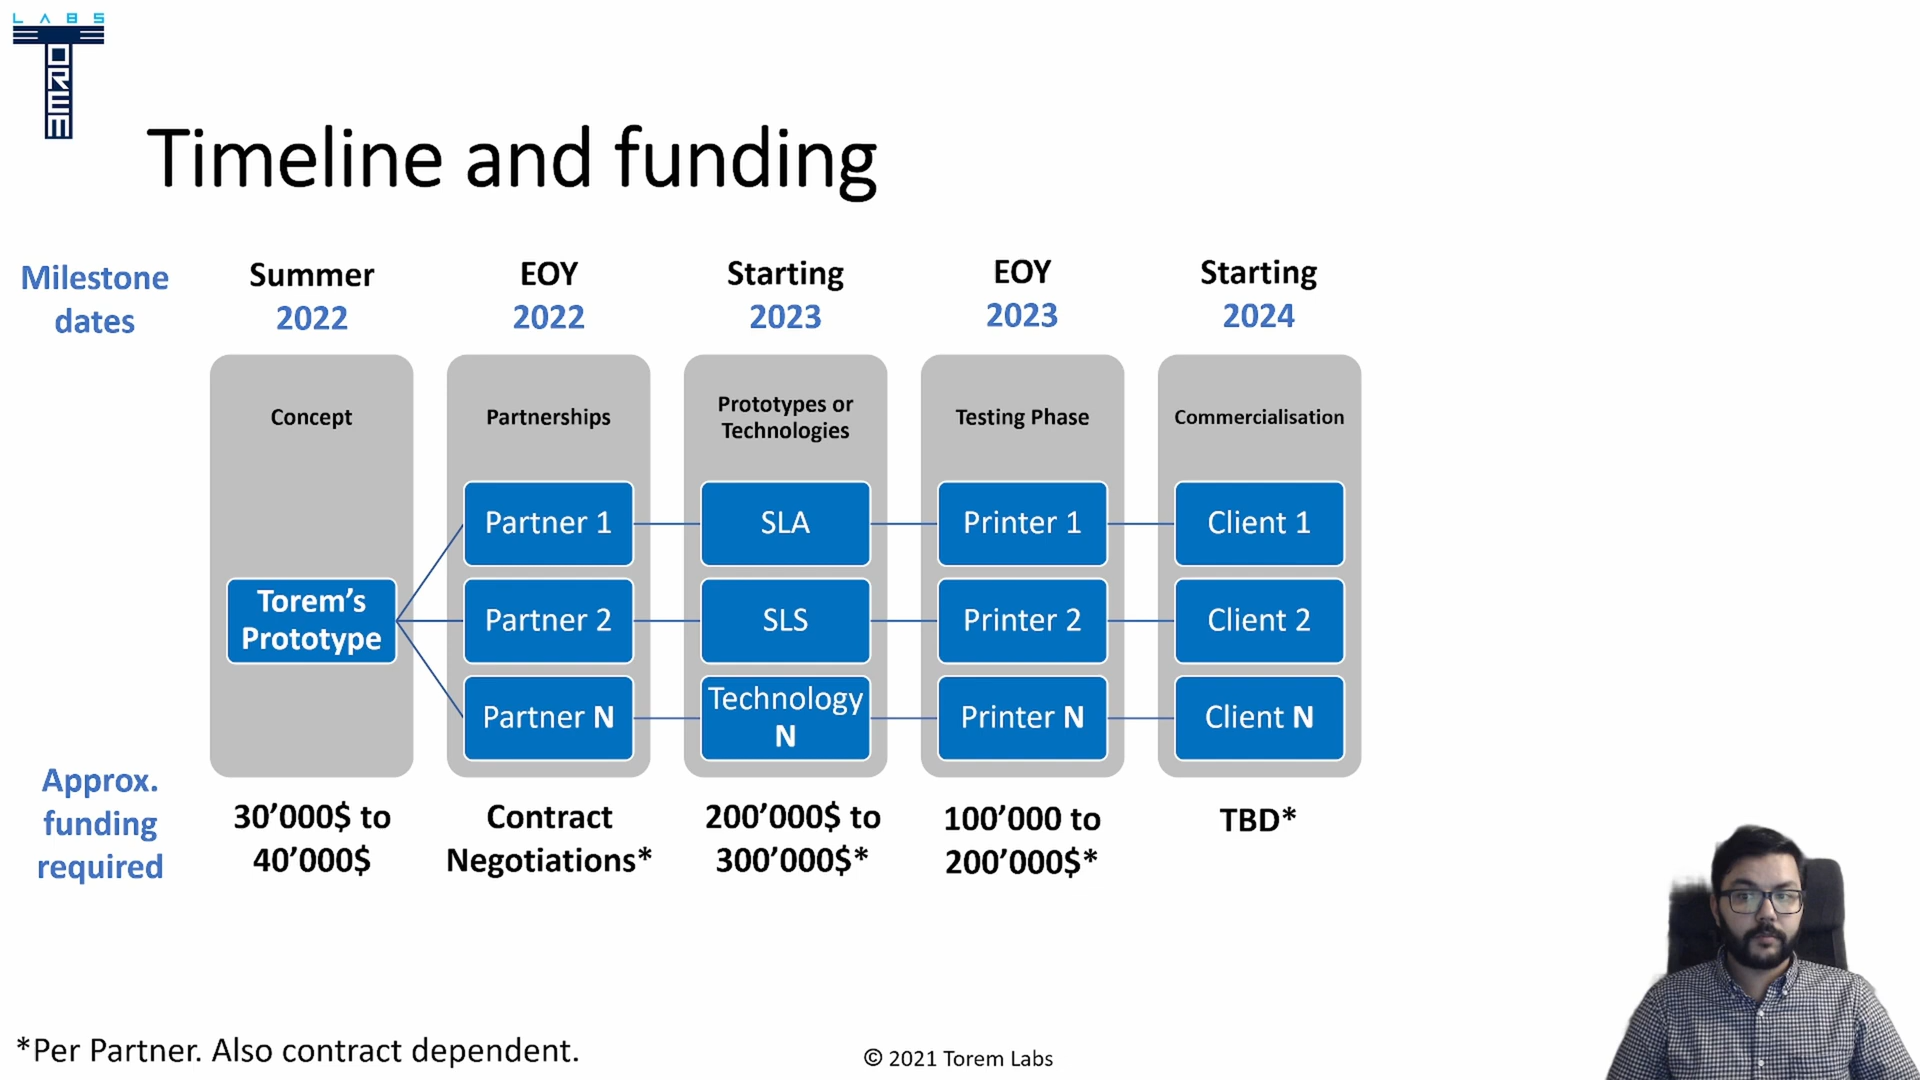 LABS
TOREM
Timeline and funding
Milestone
dates
Summer
2022
EOY
2022
Starting
2023
EOY
2023
Starting
2024
Concept
Partnerships
Prototypes or
Technologies
Testing Phase
Commercialisation
Torem’s
Prototype
Partner 1
SLA
Printer 1
Client 1
Partner 2
SLS
Printer 2
Client 2
Partner N
Technology
N
Printer N
Client N
Approx.
funding
required
30’000$ to
40’000$
Contract
Negotiations*
200’000$ to
300’000$*
100’000 to
200’000$*
TBD*
*Per Partner. Also contract dependent.
© 2021 Torem Labs